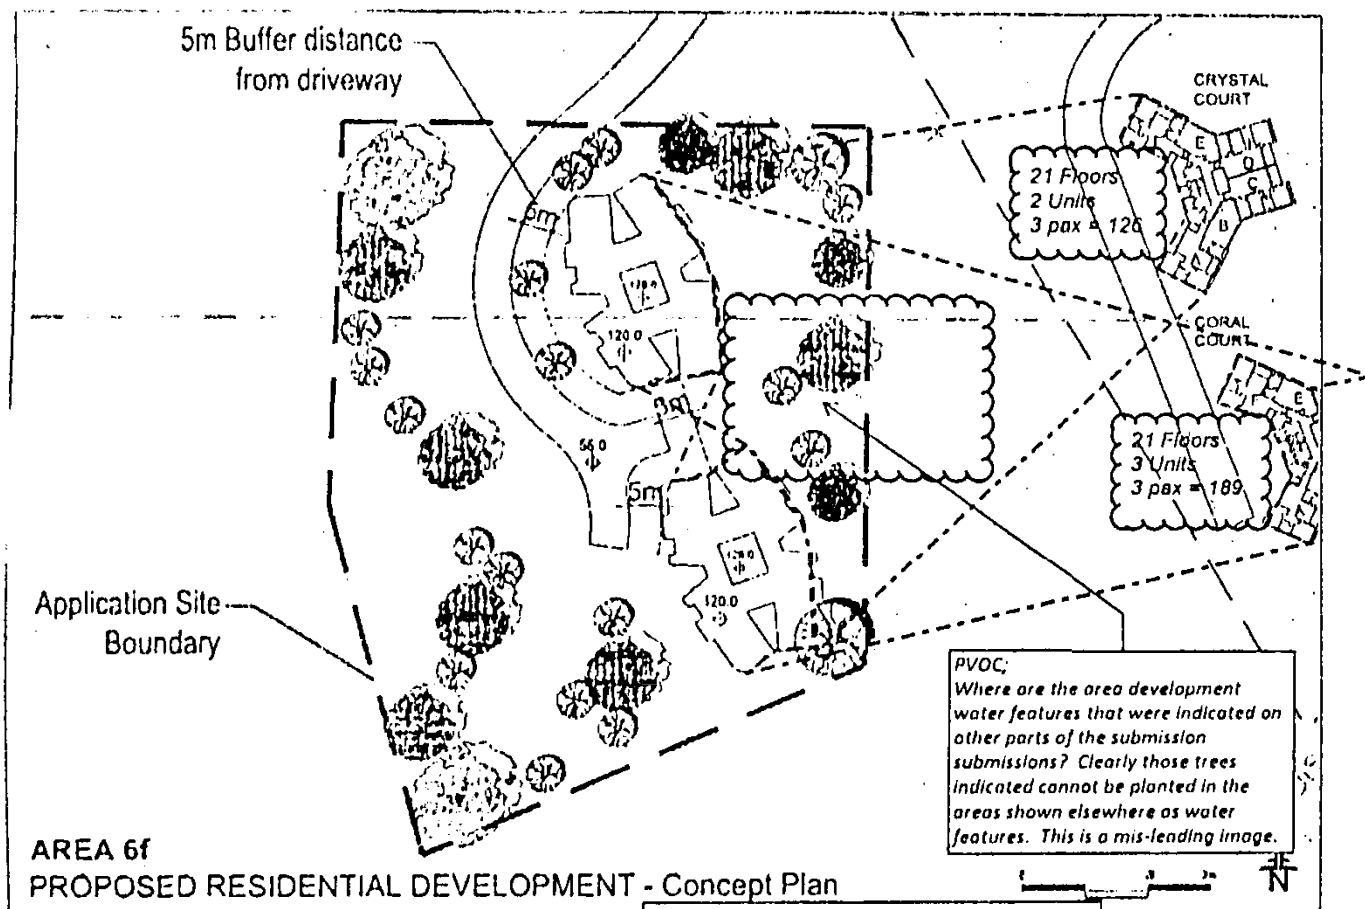 5m Buffer distance
from driveway
CRYSTAL
COURT
E
D
C
B
21 Floors
2 Units
3 pax = 126
5m
120.0
CORAL
COURT
F
E
3m
56.0
21 Floors
3 Units
3 pax = 189
5m
120.0
Application Site
Boundary
PVOC;
Where are the area development
water features that were indicated on
other parts of the submission
submissions? Clearly those trees
indicated cannot be planted in the
areas shown elsewhere as water
features. This is a mis-leading image.
AREA 6f
PROPOSED RESIDENTIAL DEVELOPMENT - Concept Plan
N